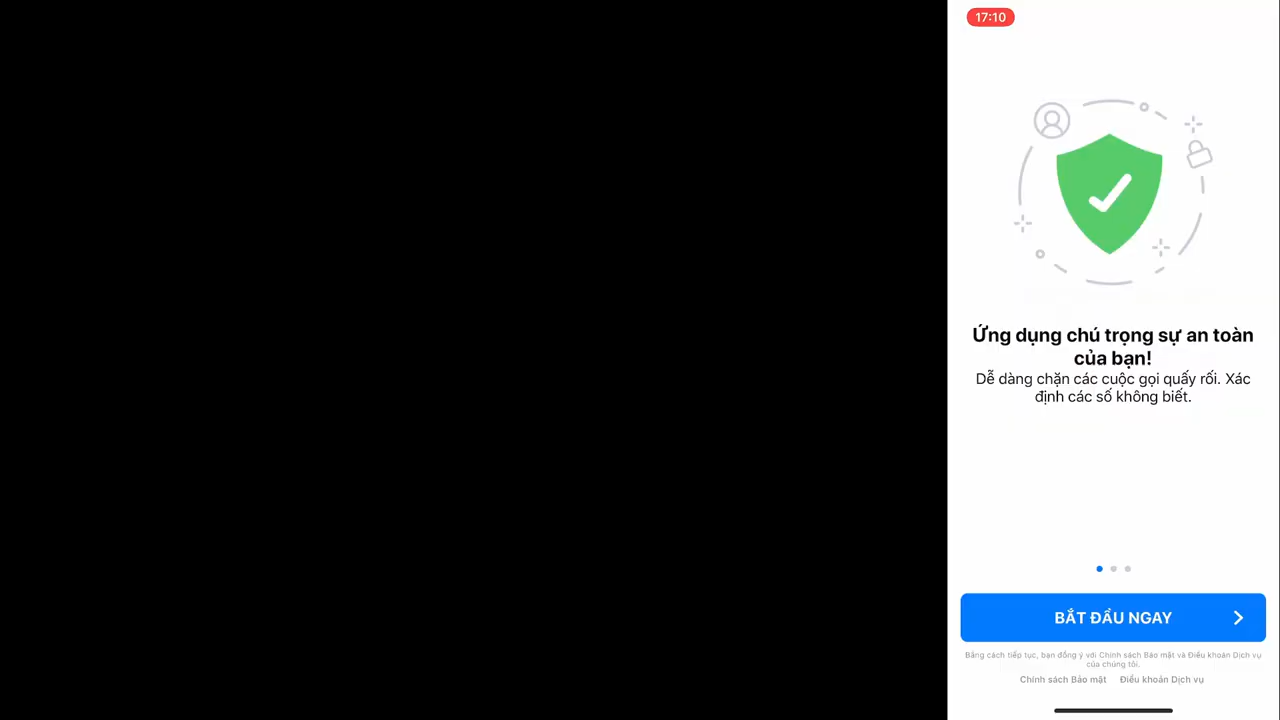 17:10
Ứng dụng chú trọng sự an toàn
của bạn!
Dễ dàng chặn các cuộc gọi quấy rối. Xác
định các số không biết.
BẮT ĐẦU NGAY
Bằng cách tiếp tục, bạn đồng ý với Chính sách Bảo mật và Điều khoản Dịch vụ
của chúng tôi.
Chính sách Bảo mật Điều khoản Dịch vụ